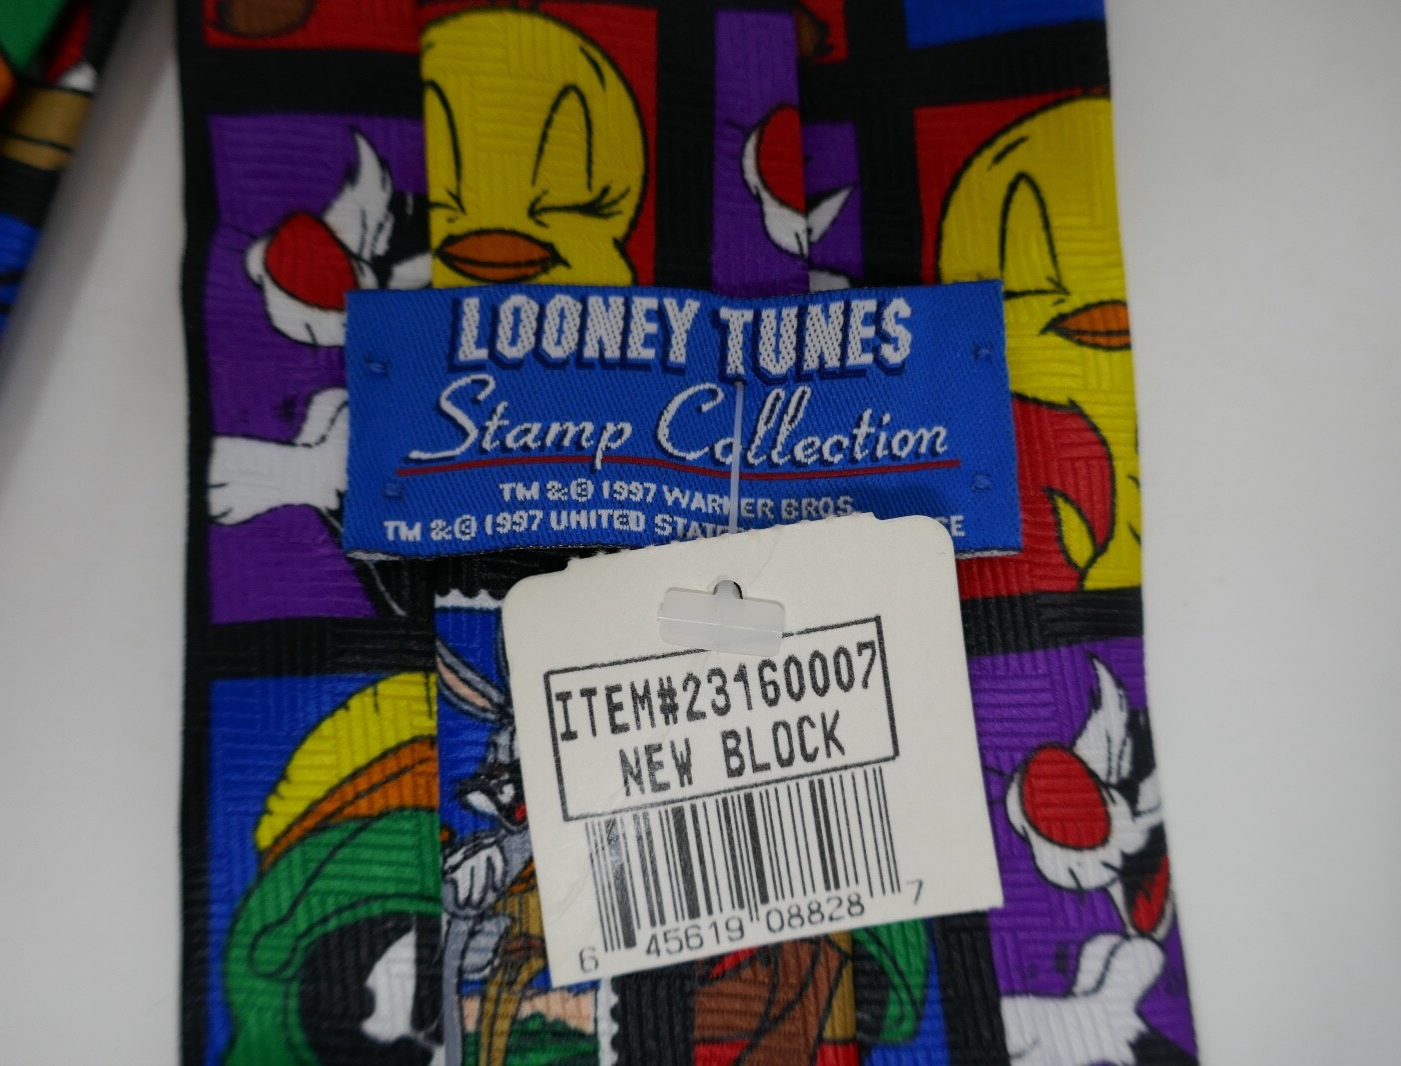 LOONEY TUNES
Stamp Collection
TM & © 1997 WARNER BROS.
TM & © 1997 UNITED
ITEM#23160007
NEW BLOCK
6 45619 08828 7